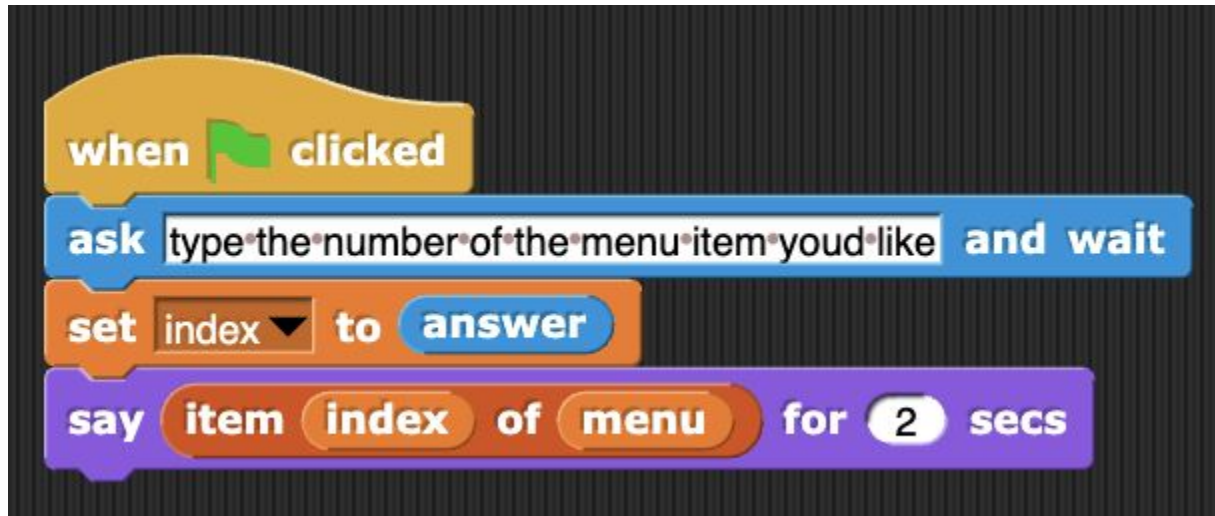 when clicked
ask type the number of the menu item youd like and wait
set index to answer
say item index of menu for 2 secs